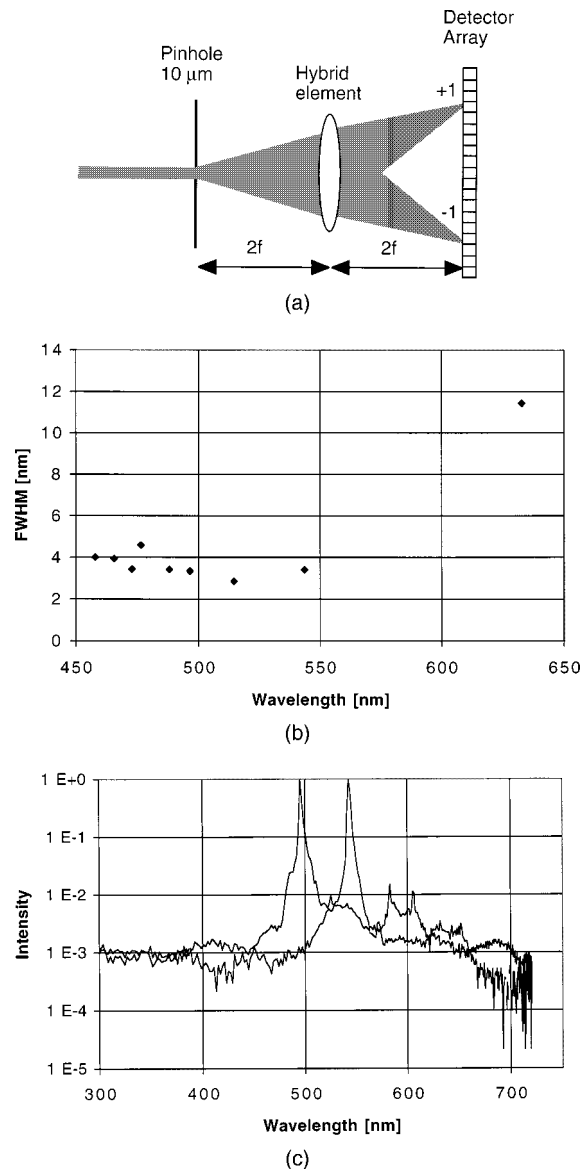 Detector
Array
Pinhole
10 µm
Hybrid
element
+1
-1
2f
2f
(a)
14
12
10
8
6
4
2
0
FWHM [nm]
450
500
550
600
650
Wavelength [nm]
(b)
1 E+0
1 E-1
1 E-2
1 E-3
1 E-4
1 E-5
Intensity
300
400
500
600
700
Wavelength [nm]
(c)